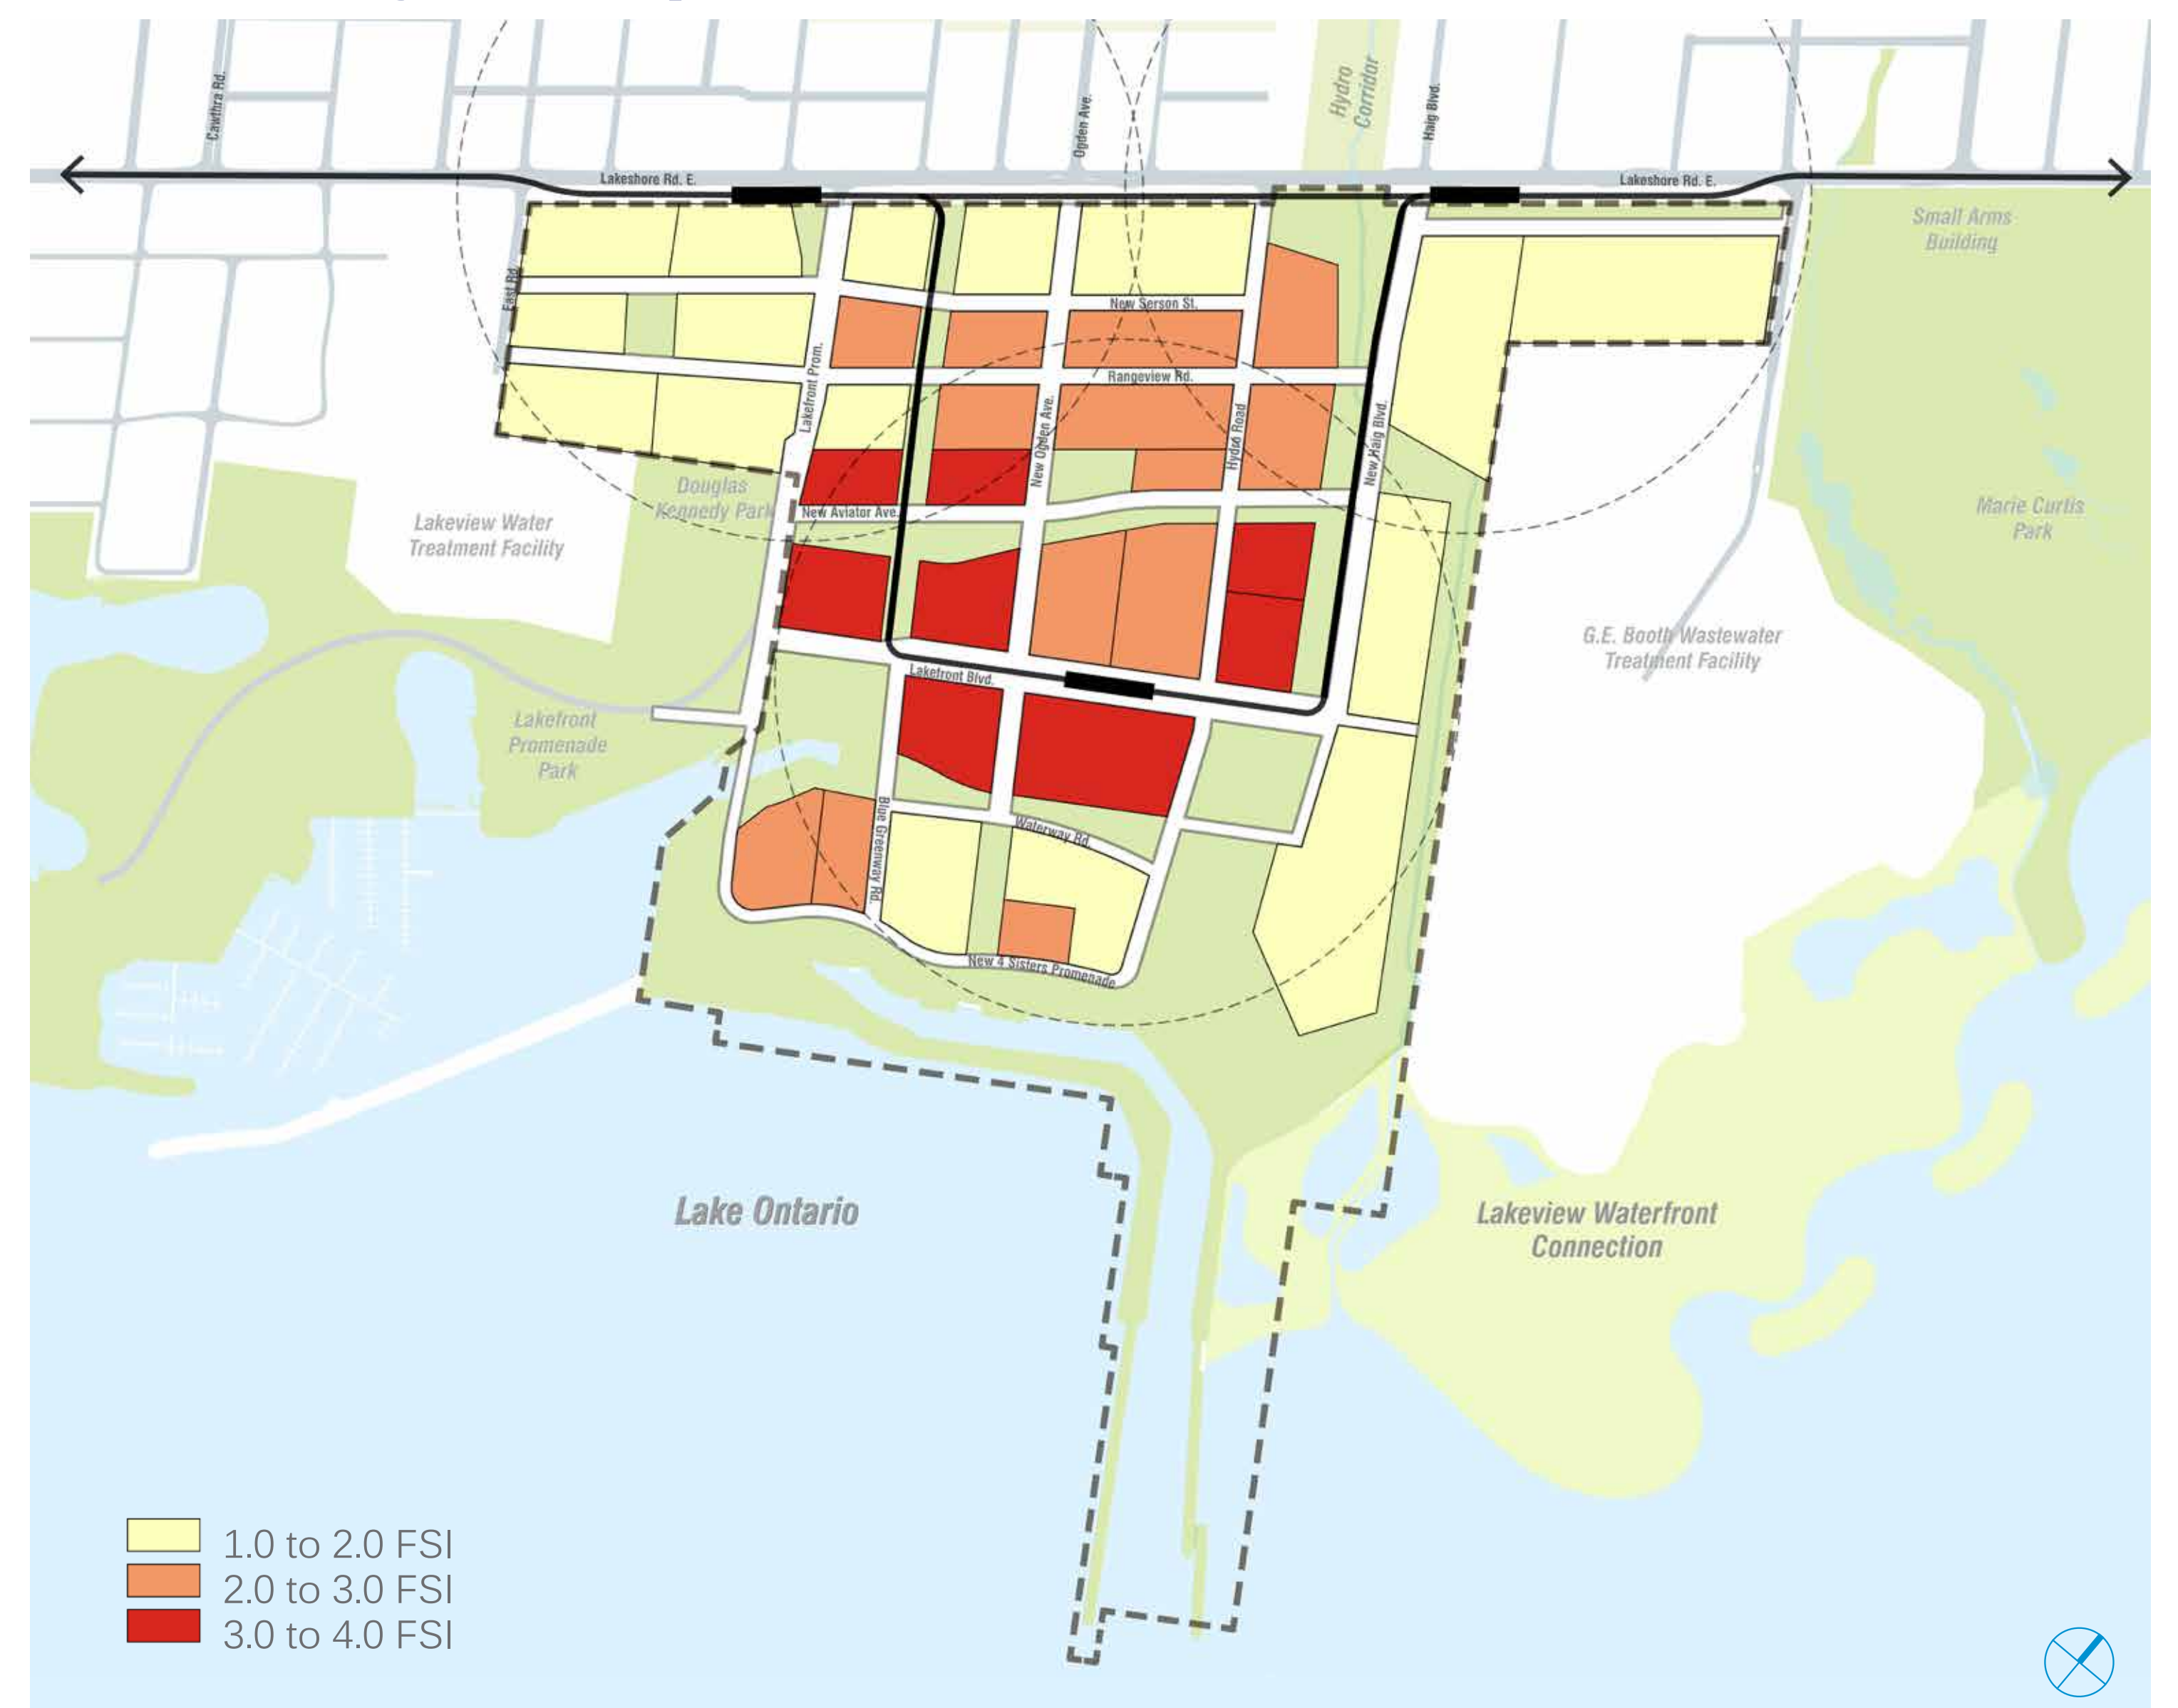 Cawthra Rd.
Ogden Ave.
Hydro
Corridor
Haig Blvd.
Lakeshore Rd. E.
Lakeshore Rd. E.
Small Arms
Building
East Rd.
New Serson St.
Lakefront Prom.
Rangeview Rd.
New Ogden Ave.
Hydro Road
New Haig Blvd.
Douglas
Kennedy Park
New Aviator Ave.
Lakeview Water
Treatment Facility
Marie Curtis
Park
G.E. Booth Wastewater
Treatment Facility
Lakefront Blvd.
Lakefront
Promenade
Park
Blue Greenway Rd.
Waterway Rd.
New 4 Sisters Promenade
Lake Ontario
Lakeview Waterfront
Connection
1.0 to 2.0 FSI
2.0 to 3.0 FSI
3.0 to 4.0 FSI